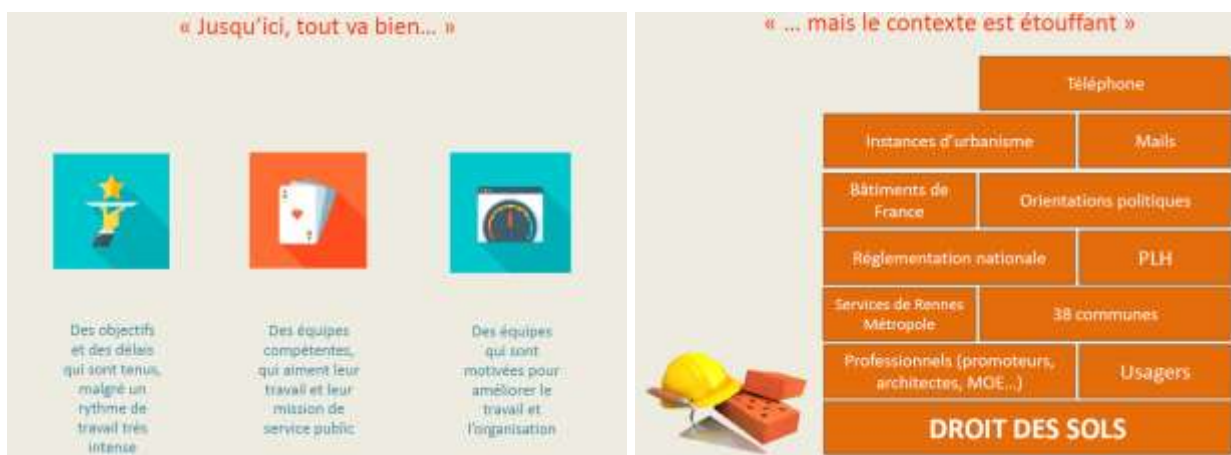 « Jusqu'ici, tout va bien... »
Des objectifs
et des délais
qui sont tenus,
malgré un
rythme de
travail très
intense
Des équipes
compétentes,
qui aiment leur
travail et leur
mission de
service public
Des équipes
qui sont
motivées pour
améliorer le
travail et
l'organisation
« ... mais le contexte est étouffant »
Téléphone
Instances d'urbanisme
Mails
Bâtiments de
France
Orientations politiques
Réglementation nationale
PLH
Services de Rennes
Métropole
38 communes
Professionnels (promoteurs,
architectes, MOE...)
Usagers
DROIT DES SOLS